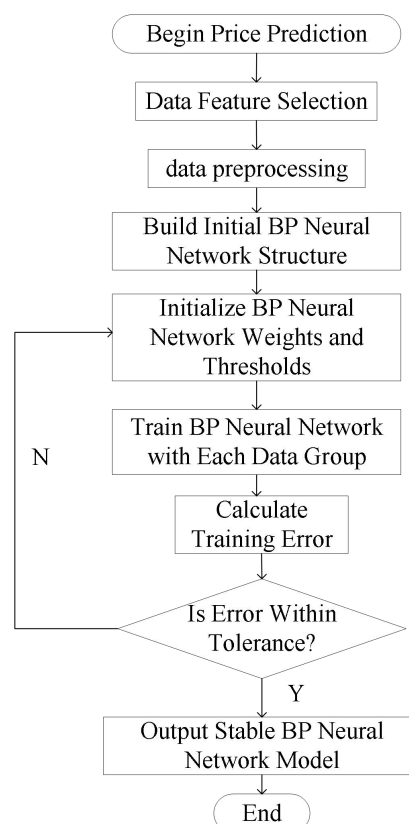 Begin Price Prediction
Data Feature Selection
data preprocessing
Build Initial BP Neural
Network Structure
Initialize BP Neural
Network Weights and
Thresholds
Train BP Neural Network
with Each Data Group
N
Calculate
Training Error
Is Error Within
Tolerance?
Y
Output Stable BP Neural
Network Model
End